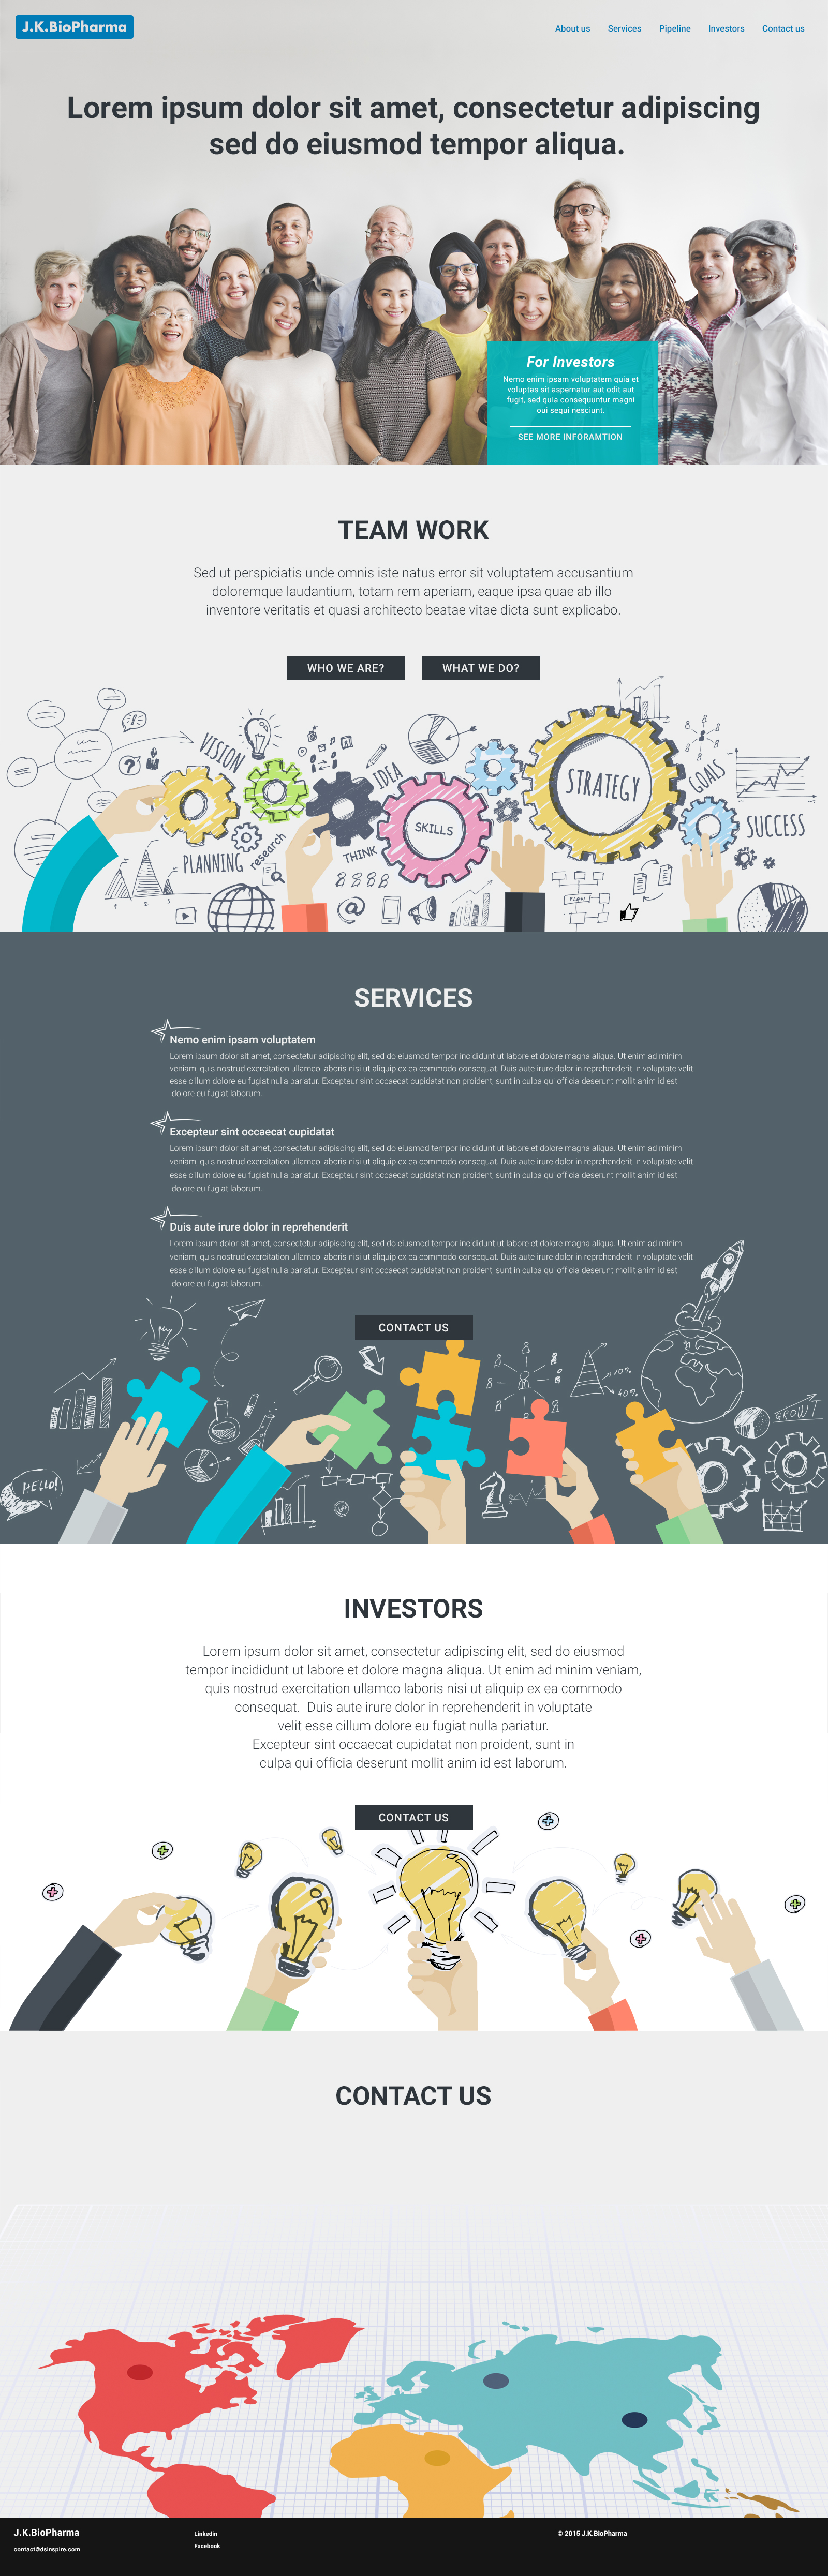 J.K.BioPharma
About us Services Pipeline Investors Contact us
Lorem ipsum dolor sit amet, consectetur adipiscing
sed do eiusmod tempor aliqua.
For Investors
Nemo enim ipsam voluptatem quia et
voluptas sit aspernatur aut odit aut
fugit, sed quia consequuntur magni
oui sequi nesciunt.
SEE MORE INFORAMTION
TEAM WORK
Sed ut perspiciatis unde omnis iste natus error sit voluptatem accusantium
doloremque laudantium, totam rem aperiam, eaque ipsa quae ab illo
inventore veritatis et quasi architecto beatae vitae dicta sunt explicabo.
WHO WE ARE?
WHAT WE DO?
VISION
IDEA
SKILLS
STRATEGY
GOALS
SUCCESS
PLANNING
research
THINK
1 2 3
PLAN
SERVICES
Nemo enim ipsam voluptatem
Lorem ipsum dolor sit amet, consectetur adipiscing elit, sed do eiusmod tempor incididunt ut labore et dolore magna aliqua. Ut enim ad minim
veniam, quis nostrud exercitation ullamco laboris nisi ut aliquip ex ea commodo consequat. Duis aute irure dolor in reprehenderit in voluptate velit
esse cillum dolore eu fugiat nulla pariatur. Excepteur sint occaecat cupidatat non proident, sunt in culpa qui officia deserunt mollit anim id est
dolore eu fugiat laborum.
Excepteur sint occaecat cupidatat
Lorem ipsum dolor sit amet, consectetur adipiscing elit, sed do eiusmod tempor incididunt ut labore et dolore magna aliqua. Ut enim ad minim
veniam, quis nostrud exercitation ullamco laboris nisi ut aliquip ex ea commodo consequat. Duis aute irure dolor in reprehenderit in voluptate velit
esse cillum dolore eu fugiat nulla pariatur. Excepteur sint occaecat cupidatat non proident, sunt in culpa qui officia deserunt mollit anim id est
dolore eu fugiat laborum.
Duis aute irure dolor in reprehenderit
Lorem ipsum dolor sit amet, consectetur adipiscing elit, sed do eiusmod tempor incididunt ut labore et dolore magna aliqua. Ut enim ad minim
veniam, quis nostrud exercitation ullamco laboris nisi ut aliquip ex ea commodo consequat. Duis aute irure dolor in reprehenderit in voluptate velit
esse cillum dolore eu fugiat nulla pariatur. Excepteur sint occaecat cupidatat non proident, sunt in culpa qui officia deserunt mollit anim id est
dolore eu fugiat laborum.
CONTACT US
10%
40%
GROWT
HELLO!
INVESTORS
Lorem ipsum dolor sit amet, consectetur adipiscing elit, sed do eiusmod
tempor incididunt ut labore et dolore magna aliqua. Ut enim ad minim veniam,
quis nostrud exercitation ullamco laboris nisi ut aliquip ex ea commodo
consequat. Duis aute irure dolor in reprehenderit in voluptate
velit esse cillum dolore eu fugiat nulla pariatur.
Excepteur sint occaecat cupidatat non proident, sunt in
culpa qui officia deserunt mollit anim id est laborum.
CONTACT US
CONTACT US
J.K.BioPharma
contact@dsinspire.com
Linkedin
Facebook
© 2015 J.K.BioPharma